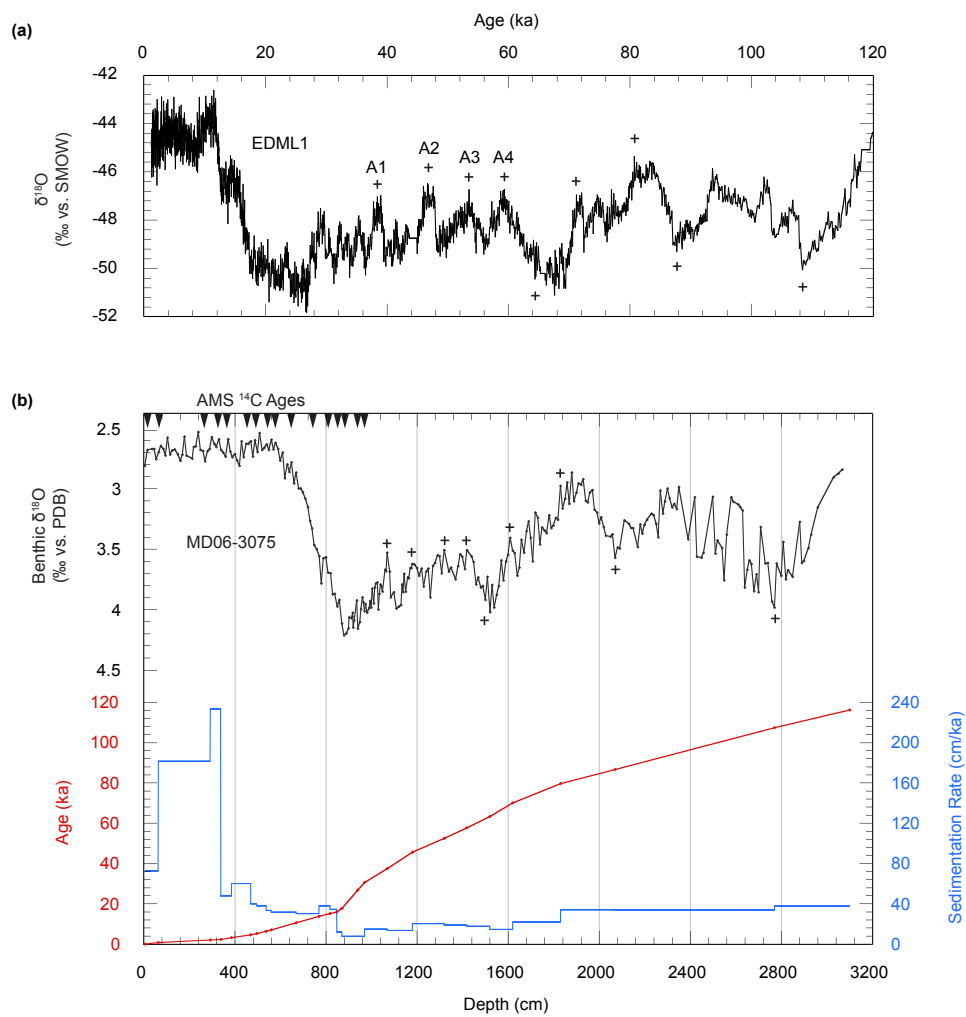 (a)
Age (ka)
0 20 40 60 80 100 120
-42
-44
-46
-48
-50
-52
δ¹⁸O
(‰ vs. SMOW)
EDML1
A1 A2 A3 A4
+ + + + + + + + +
(b)
AMS ¹⁴C Ages
2.5
3
3.5
4
4.5
Benthic δ¹⁸O
(‰ vs. PDB)
MD06-3075
+ + + + + + + + +
120
100
80
60
40
20
0
Age (ka)
240
200
160
120
80
40
0
Sedimentation Rate (cm/ka)
0 400 800 1200 1600 2000 2400 2800 3200
Depth (cm)